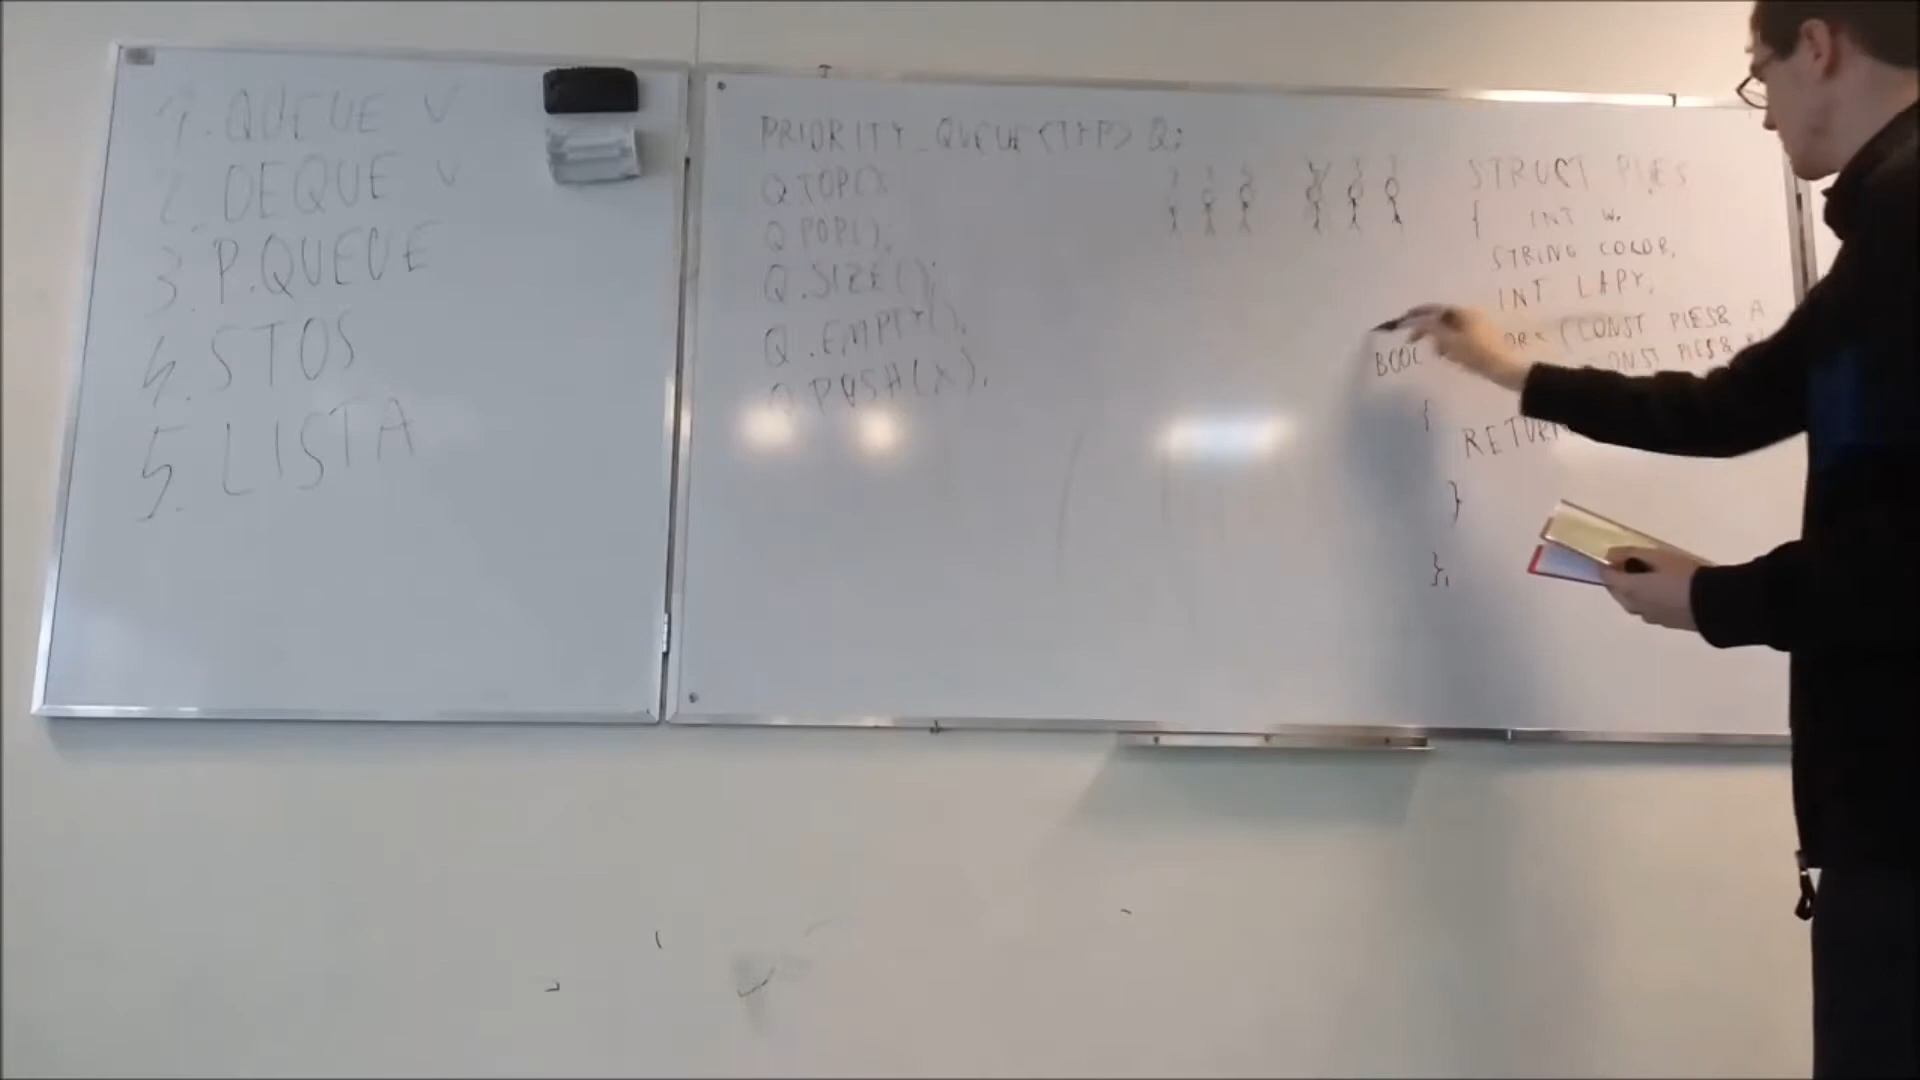 1. QUEUE V
2. DEQUE V
3. P.QUEUE
4. STOS
5. LISTA
PRIORITY_QUEUE <TYP> Q;
Q.TOP();
Q.POP();
Q.SIZE();
Q.EMPTY();
Q.PUSH(X);
STRUCT PIES
{ INT W;
STRING COLOR;
INT LAPY;
BOOL (CONST PIES& A
CONST PIES&
{
RETURN
}
};